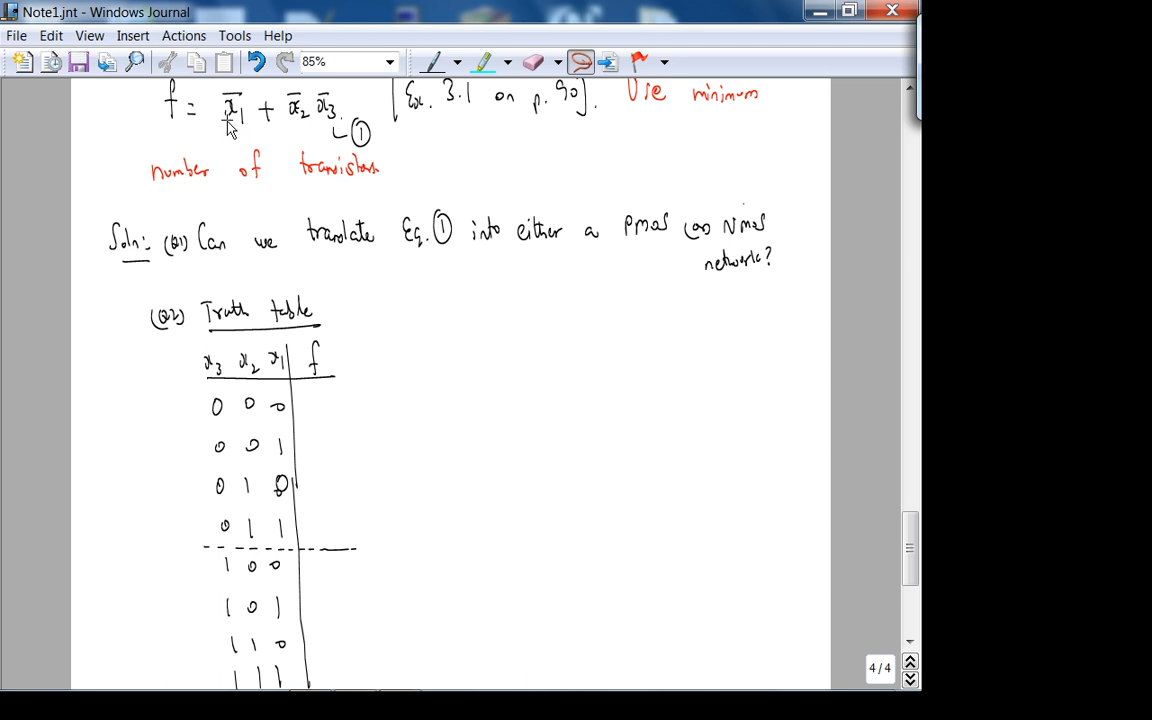 Note1.jnt - Windows Journal
File Edit View Insert Actions Tools Help
85%
f = x̅₁ + x̅₂ x̅₃. [Ex. 3.1 on p. 90]. Use minimum
①
number of transistors
Soln:- (Q1) Can we translate Eq. ① into either a PMOS (or) NMOS
network?
(Q2) Truth table
x₃ x₂ x₁ f
0 0 0
0 0 1
0 1 0
0 1 1
1 0 0
1 0 1
1 1 0
1 1 1
4 / 4